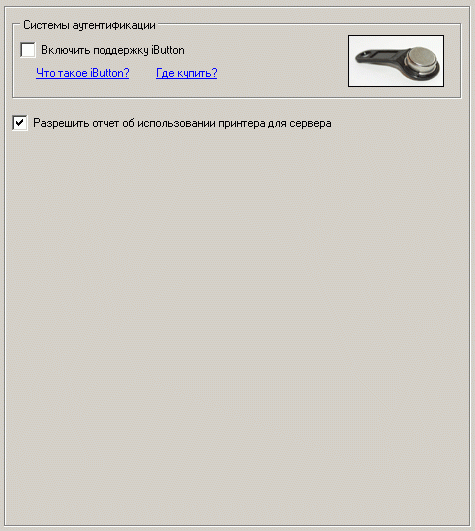 Системы аутентификации
Включить поддержку iButton
Что такое iButton?
Где купить?
Разрешить отчет об использовании принтера для сервера